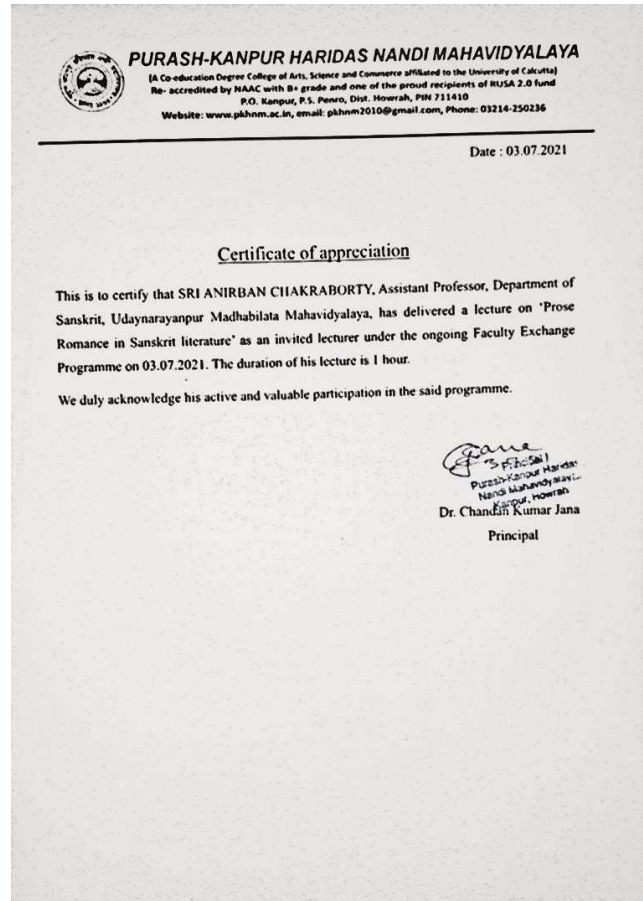 PURASH-KANPUR HARIDAS NANDI MAHAVIDYALAYA
(A Co-education Degree College of Arts, Science and Commerce affiliated to the University of Calcutta)
Re- accredited by NAAC with B+ grade and one of the proud recipients of RUSA 2.0 fund
P.O. Kanpur, P.S. Penro, Dist. Howrah, PIN 711410
Website: www.pkhnm.ac.in, email: pkhnm2010@gmail.com, Phone: 03214-250236
Date : 03.07.2021
Certificate of appreciation
This is to certify that SRI ANIRBAN CHAKRABORTY, Assistant Professor, Department of
Sanskrit, Udaynarayanpur Madhabilata Mahavidyalaya, has delivered a lecture on 'Prose
Romance in Sanskrit literature' as an invited lecturer under the ongoing Faculty Exchange
Programme on 03.07.2021. The duration of his lecture is 1 hour.
We duly acknowledge his active and valuable participation in the said programme.
Jana
Principal
Purash-Kanpur Haridas
Nandi Mahavidyalay
Kanpur, Howrah
Dr. Chandan Kumar Jana
Principal